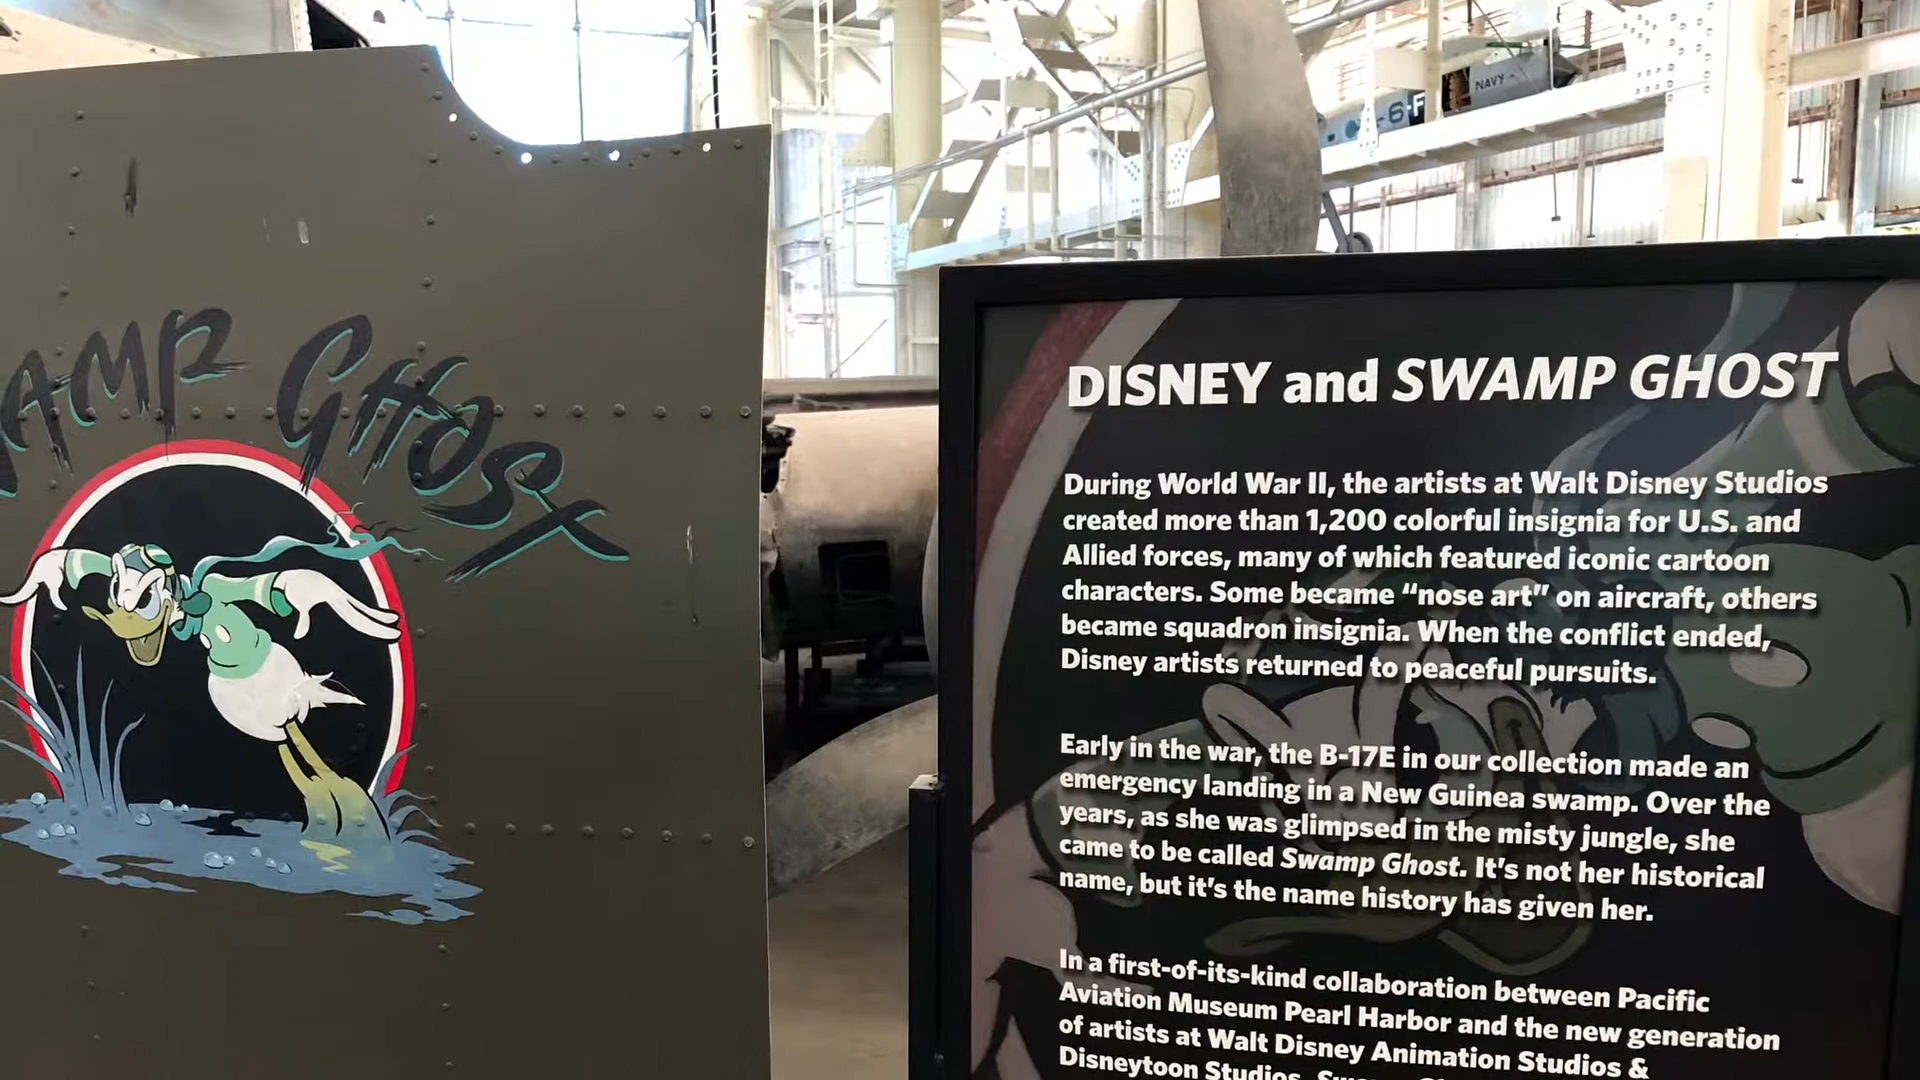 AMP GHOST
NAVY
6-F
DISNEY and SWAMP GHOST
During World War II, the artists at Walt Disney Studios
created more than 1,200 colorful insignia for U.S. and
Allied forces, many of which featured iconic cartoon
characters. Some became “nose art” on aircraft, others
became squadron insignia. When the conflict ended,
Disney artists returned to peaceful pursuits.
Early in the war, the B-17E in our collection made an
emergency landing in a New Guinea swamp. Over the
years, as she was glimpsed in the misty jungle, she
came to be called Swamp Ghost. It’s not her historical
name, but it’s the name history has given her.
In a first-of-its-kind collaboration between Pacific
Aviation Museum Pearl Harbor and the new generation
of artists at Walt Disney Animation Studios &
Disneytoon Studios,